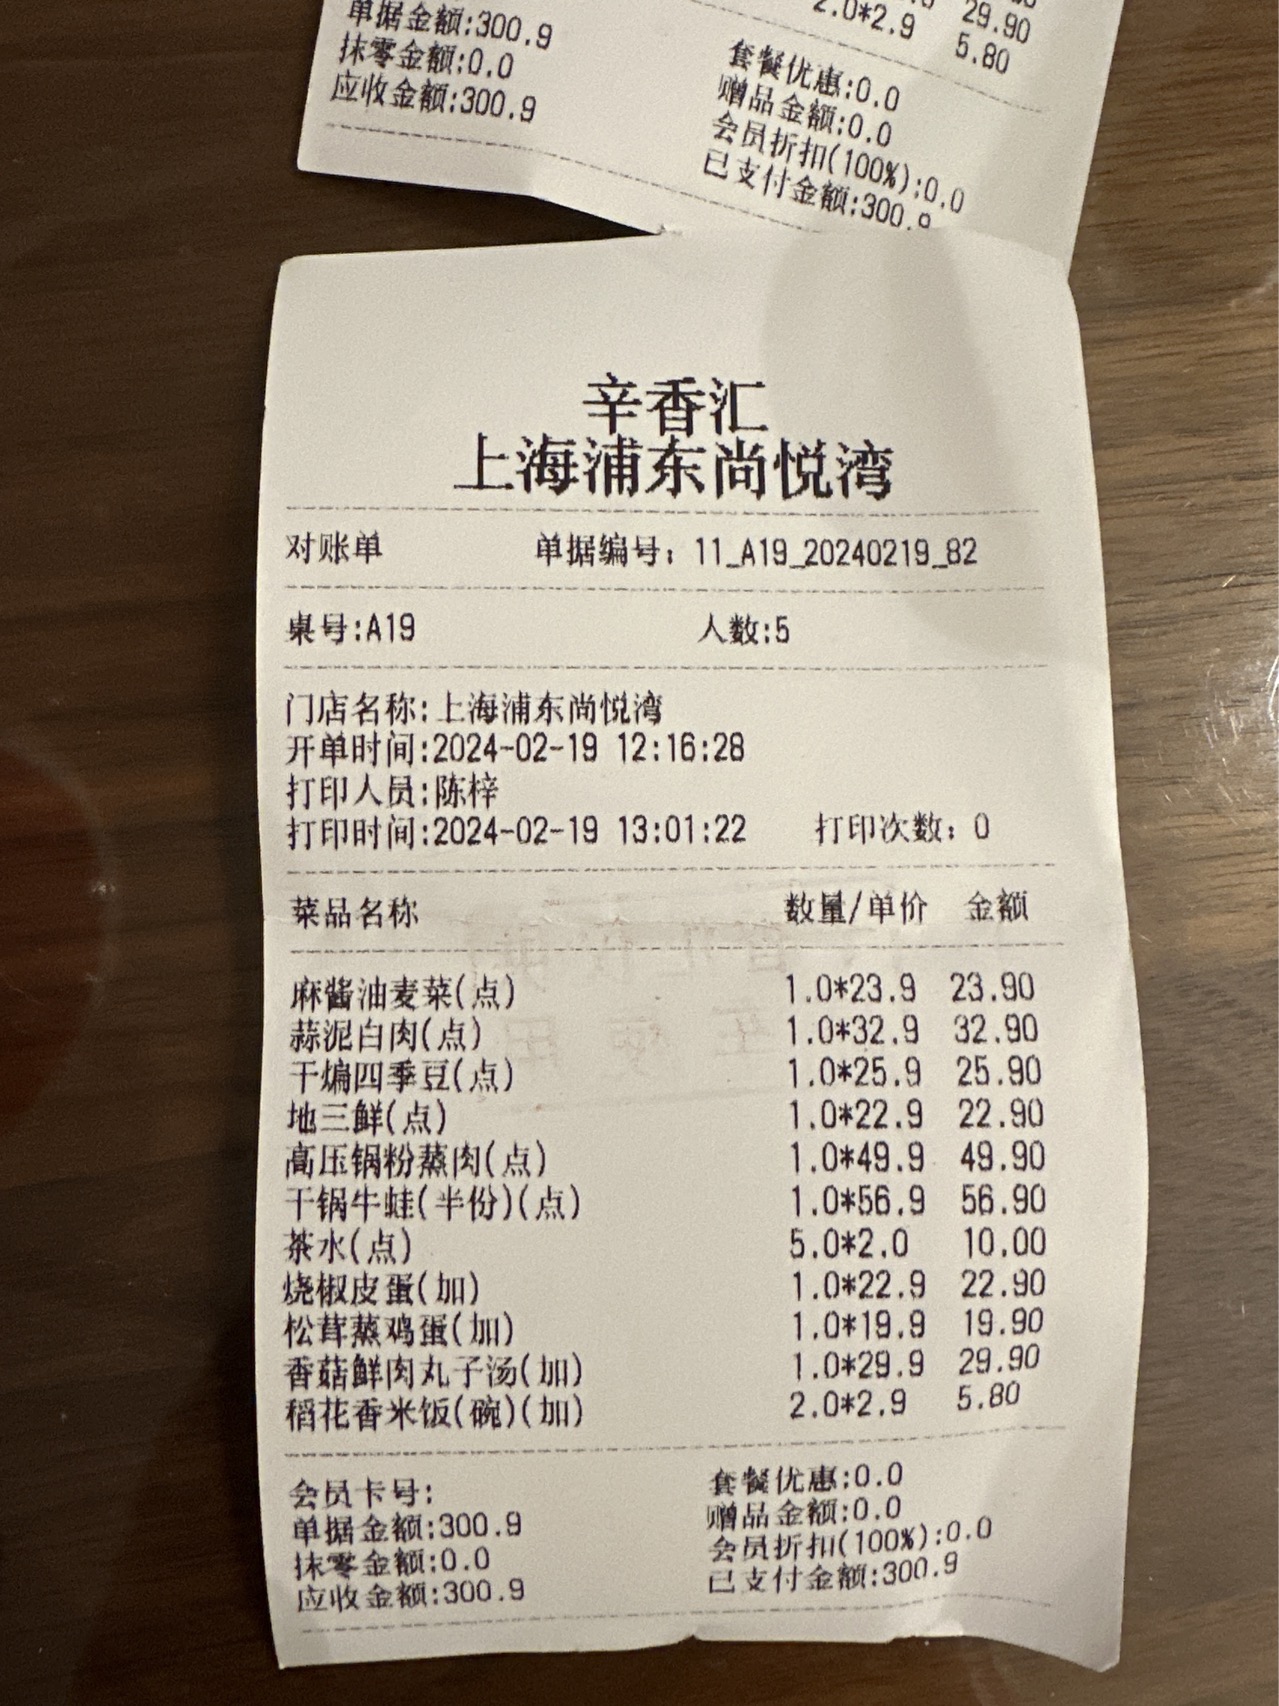 29.90
2.0*2.9 5.80
单据金额:300.9
抹零金额:0.0
应收金额:300.9
套餐优惠:0.0
赠品金额:0.0
会员折扣(100%):0.0
已支付金额:300.9
辛香汇
上海浦东尚悦湾
对账单 单据编号: 11_A19_20240219_82
桌号:A19 人数:5
门店名称:上海浦东尚悦湾
开单时间:2024-02-19 12:16:28
打印人员:陈梓
打印时间:2024-02-19 13:01:22 打印次数: 0
菜品名称 数量/单价 金额
麻酱油麦菜(点) 1.0*23.9 23.90
蒜泥白肉(点) 1.0*32.9 32.90
干煸四季豆(点) 1.0*25.9 25.90
地三鲜(点) 1.0*22.9 22.90
高压锅粉蒸肉(点) 1.0*49.9 49.90
干锅牛蛙(半份)(点) 1.0*56.9 56.90
茶水(点) 5.0*2.0 10.00
烧椒皮蛋(加) 1.0*22.9 22.90
松茸蒸鸡蛋(加) 1.0*19.9 19.90
香菇鲜肉丸子汤(加) 1.0*29.9 29.90
稻花香米饭(碗)(加) 2.0*2.9 5.80
会员卡号: 套餐优惠:0.0
单据金额:300.9 赠品金额:0.0
抹零金额:0.0 会员折扣(100%):0.0
应收金额:300.9 已支付金额:300.9